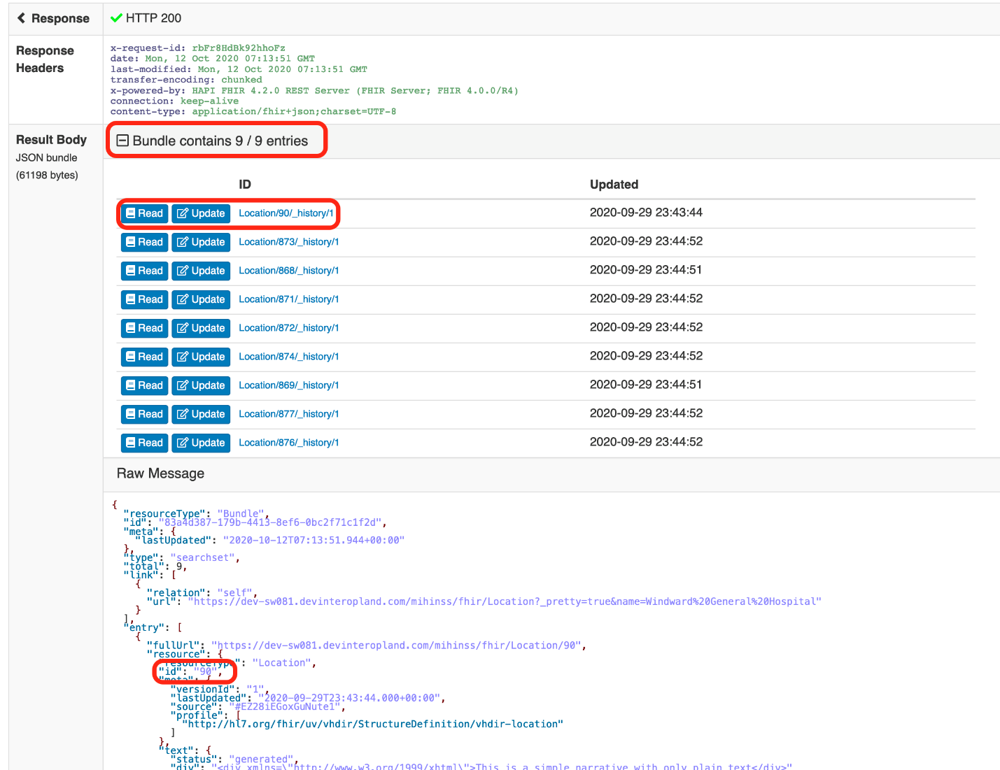 Response
HTTP 200
Response Headers
x-request-id: rbFr8HdBk92hhoFz
date: Mon, 12 Oct 2020 07:13:51 GMT
last-modified: Mon, 12 Oct 2020 07:13:51 GMT
transfer-encoding: chunked
x-powered-by: HAPI FHIR 4.2.0 REST Server (FHIR Server; FHIR 4.0.0/R4)
connection: keep-alive
content-type: application/fhir+json;charset=UTF-8
Result Body
JSON bundle
(61198 bytes)
Bundle contains 9 / 9 entries
ID Updated
Read Update Location/90/_history/1 2020-09-29 23:43:44
Read Update Location/873/_history/1 2020-09-29 23:44:52
Read Update Location/868/_history/1 2020-09-29 23:44:51
Read Update Location/871/_history/1 2020-09-29 23:44:52
Read Update Location/872/_history/1 2020-09-29 23:44:52
Read Update Location/874/_history/1 2020-09-29 23:44:52
Read Update Location/869/_history/1 2020-09-29 23:44:51
Read Update Location/877/_history/1 2020-09-29 23:44:52
Read Update Location/876/_history/1 2020-09-29 23:44:52
Raw Message
{
"resourceType": "Bundle",
"id": "83a4d387-179b-4413-8ef6-0bc2f71c1f2d",
"meta": {
"lastUpdated": "2020-10-12T07:13:51.944+00:00"
},
"type": "searchset",
"total": 9,
"link": [
{
"relation": "self",
"url": "https://dev-sw081.devinteropland.com/mihinss/fhir/Location?_pretty=true&name=Windward%20General%20Hospital"
}
],
"entry": [
{
"fullUrl": "https://dev-sw081.devinteropland.com/mihinss/fhir/Location/90",
"resource": {
"resourceType": "Location",
"id": "90",
"meta": {
"versionId": "1",
"lastUpdated": "2020-09-29T23:43:44.000+00:00",
"source": "#EZ28iEGoxGuNute1",
"profile": [
"http://hl7.org/fhir/uv/vhdir/StructureDefinition/vhdir-location"
]
},
"text": {
"status": "generated",
"div": "<div xmlns=\"http://www.w3.org/1999/xhtml\">This is a simple narrative with only plain text</div>"